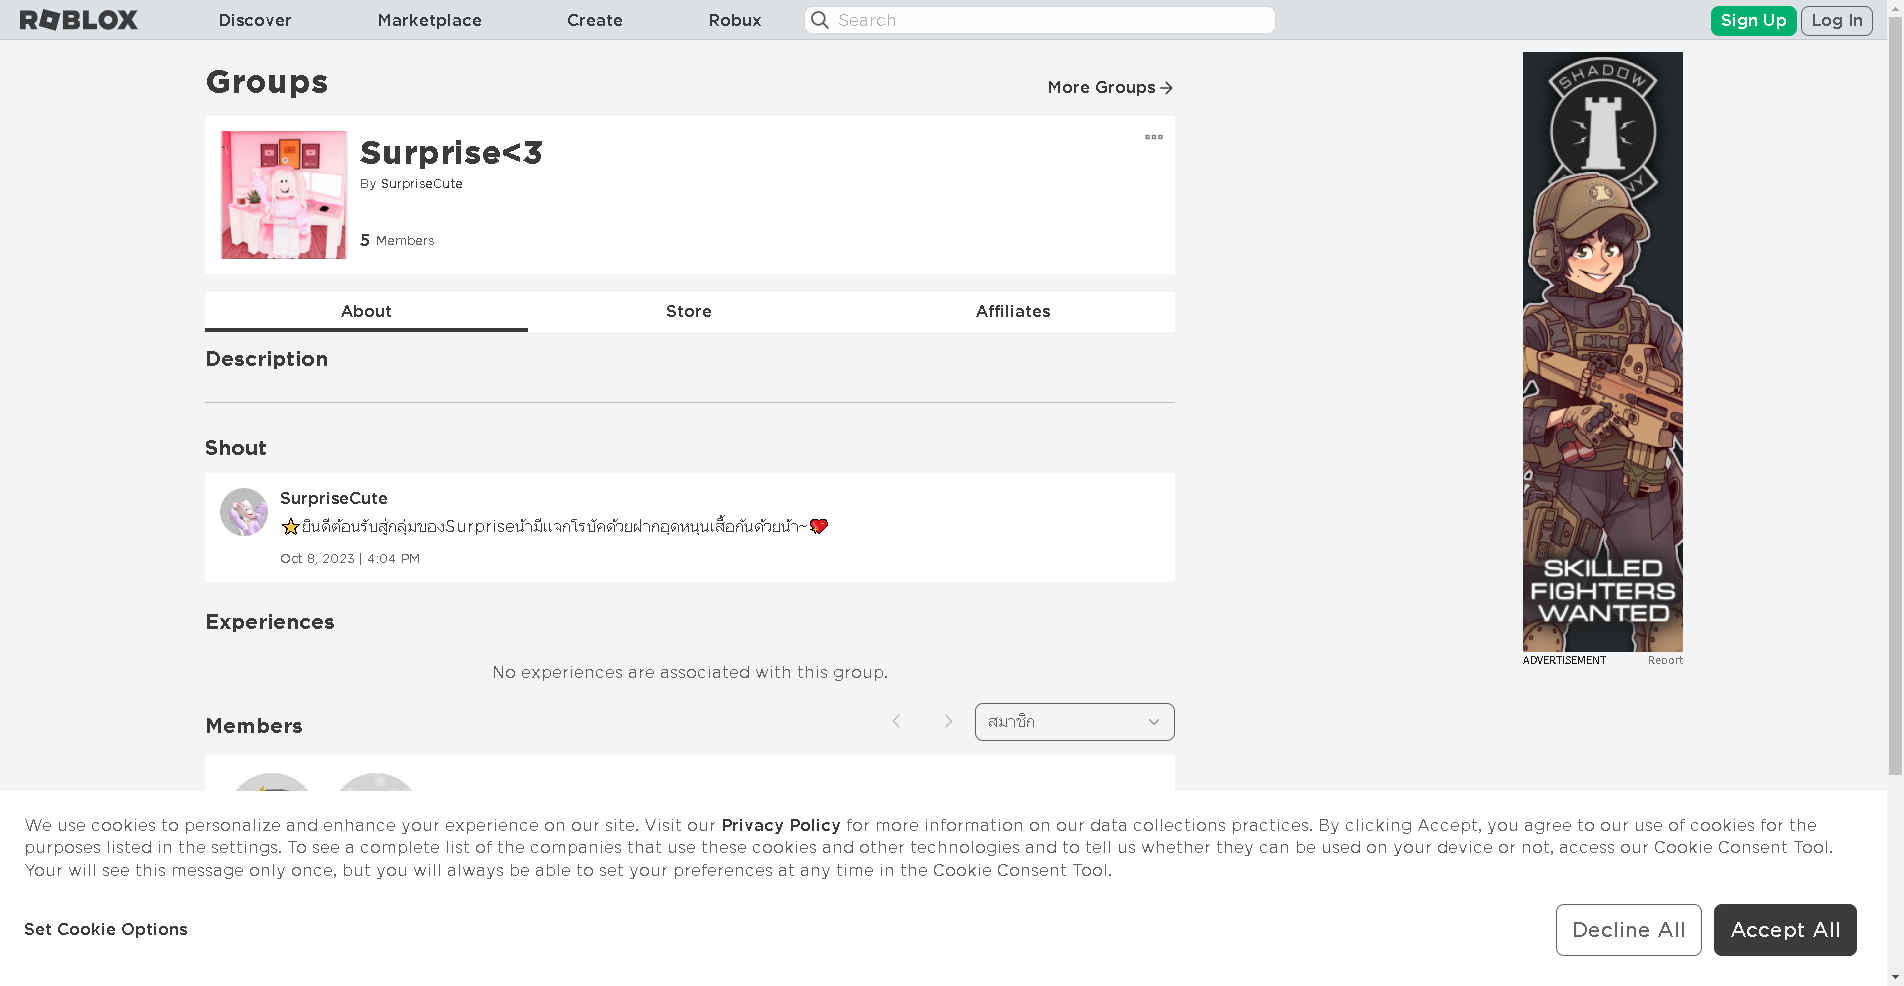 ROBLOX
Discover
Marketplace
Create
Robux
Search
Sign Up
Log In
Groups
More Groups
Surprise<3
By SurpriseCute
5 Members
About
Store
Affiliates
Description
Shout
SurpriseCute
⭐ยินดีต้อนรับสู่กลุ่มของSurpriseน้ามีแจกโรบัคด้วยฝากอุดหนุนเสื้อกันด้วยน้า~💖
Oct 8, 2023 | 4:04 PM
Experiences
No experiences are associated with this group.
Members
สมาชิก
SHADOW
SKILLED
FIGHTERS
WANTED
ADVERTISEMENT
Report
We use cookies to personalize and enhance your experience on our site. Visit our Privacy Policy for more information on our data collections practices. By clicking Accept, you agree to our use of cookies for the
purposes listed in the settings. To see a complete list of the companies that use these cookies and other technologies and to tell us whether they can be used on your device or not, access our Cookie Consent Tool.
Your will see this message only once, but you will always be able to set your preferences at any time in the Cookie Consent Tool.
Set Cookie Options
Decline All
Accept All